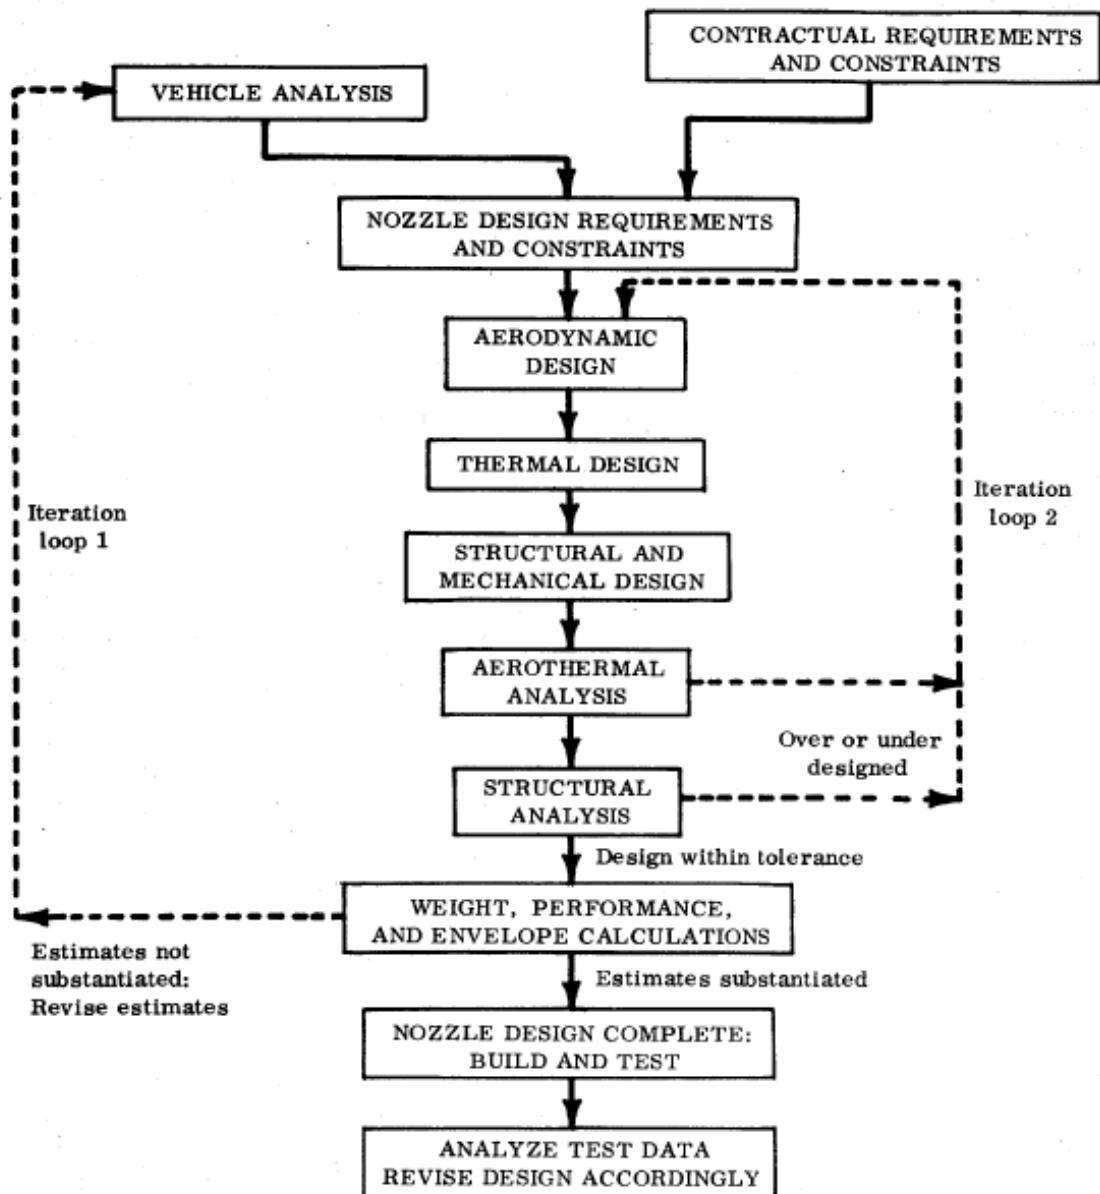 CONTRACTUAL REQUIREMENTS
AND CONSTRAINTS
VEHICLE ANALYSIS
NOZZLE DESIGN REQUIREMENTS
AND CONSTRAINTS
AERODYNAMIC
DESIGN
THERMAL DESIGN
Iteration
loop 1
Iteration
loop 2
STRUCTURAL AND
MECHANICAL DESIGN
AEROTHERMAL
ANALYSIS
Over or under
designed
STRUCTURAL
ANALYSIS
Design within tolerance
WEIGHT, PERFORMANCE,
AND ENVELOPE CALCULATIONS
Estimates not
substantiated:
Revise estimates
Estimates substantiated
NOZZLE DESIGN COMPLETE:
BUILD AND TEST
ANALYZE TEST DATA
REVISE DESIGN ACCORDINGLY